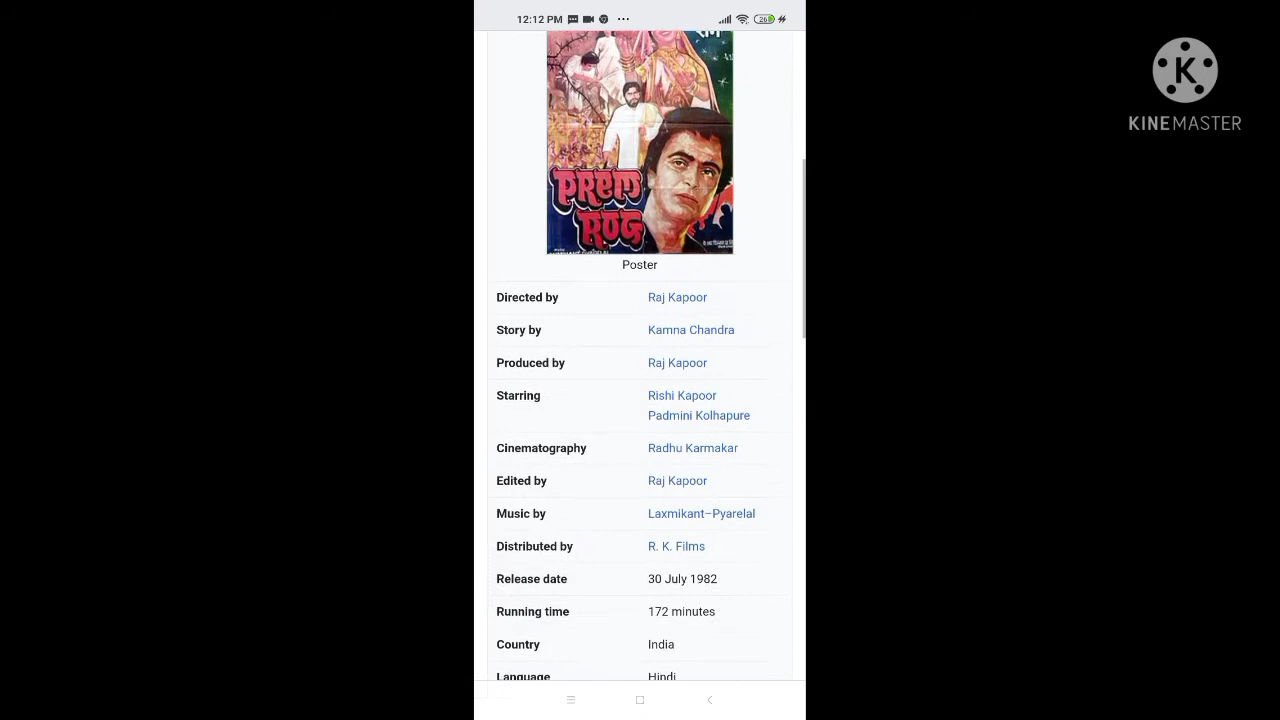 12:12 PM
26
राम
PREM
ROG
Poster
Directed by Raj Kapoor
Story by Kamna Chandra
Produced by Raj Kapoor
Starring Rishi Kapoor
Padmini Kolhapure
Cinematography Radhu Karmakar
Edited by Raj Kapoor
Music by Laxmikant–Pyarelal
Distributed by R. K. Films
Release date 30 July 1982
Running time 172 minutes
Country India
Language Hindi
K
KINEMASTER